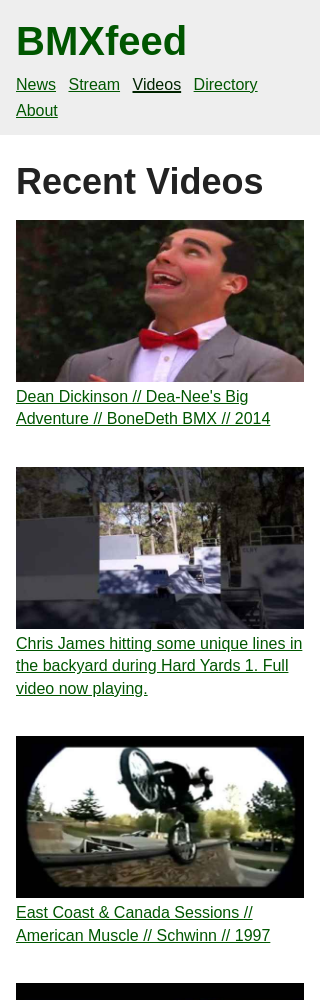 BMXfeed
News Stream Videos Directory
About
Recent Videos
Dean Dickinson // Dea-Nee's Big
Adventure // BoneDeth BMX // 2014
Chris James hitting some unique lines in
the backyard during Hard Yards 1. Full
video now playing.
East Coast & Canada Sessions //
American Muscle // Schwinn // 1997